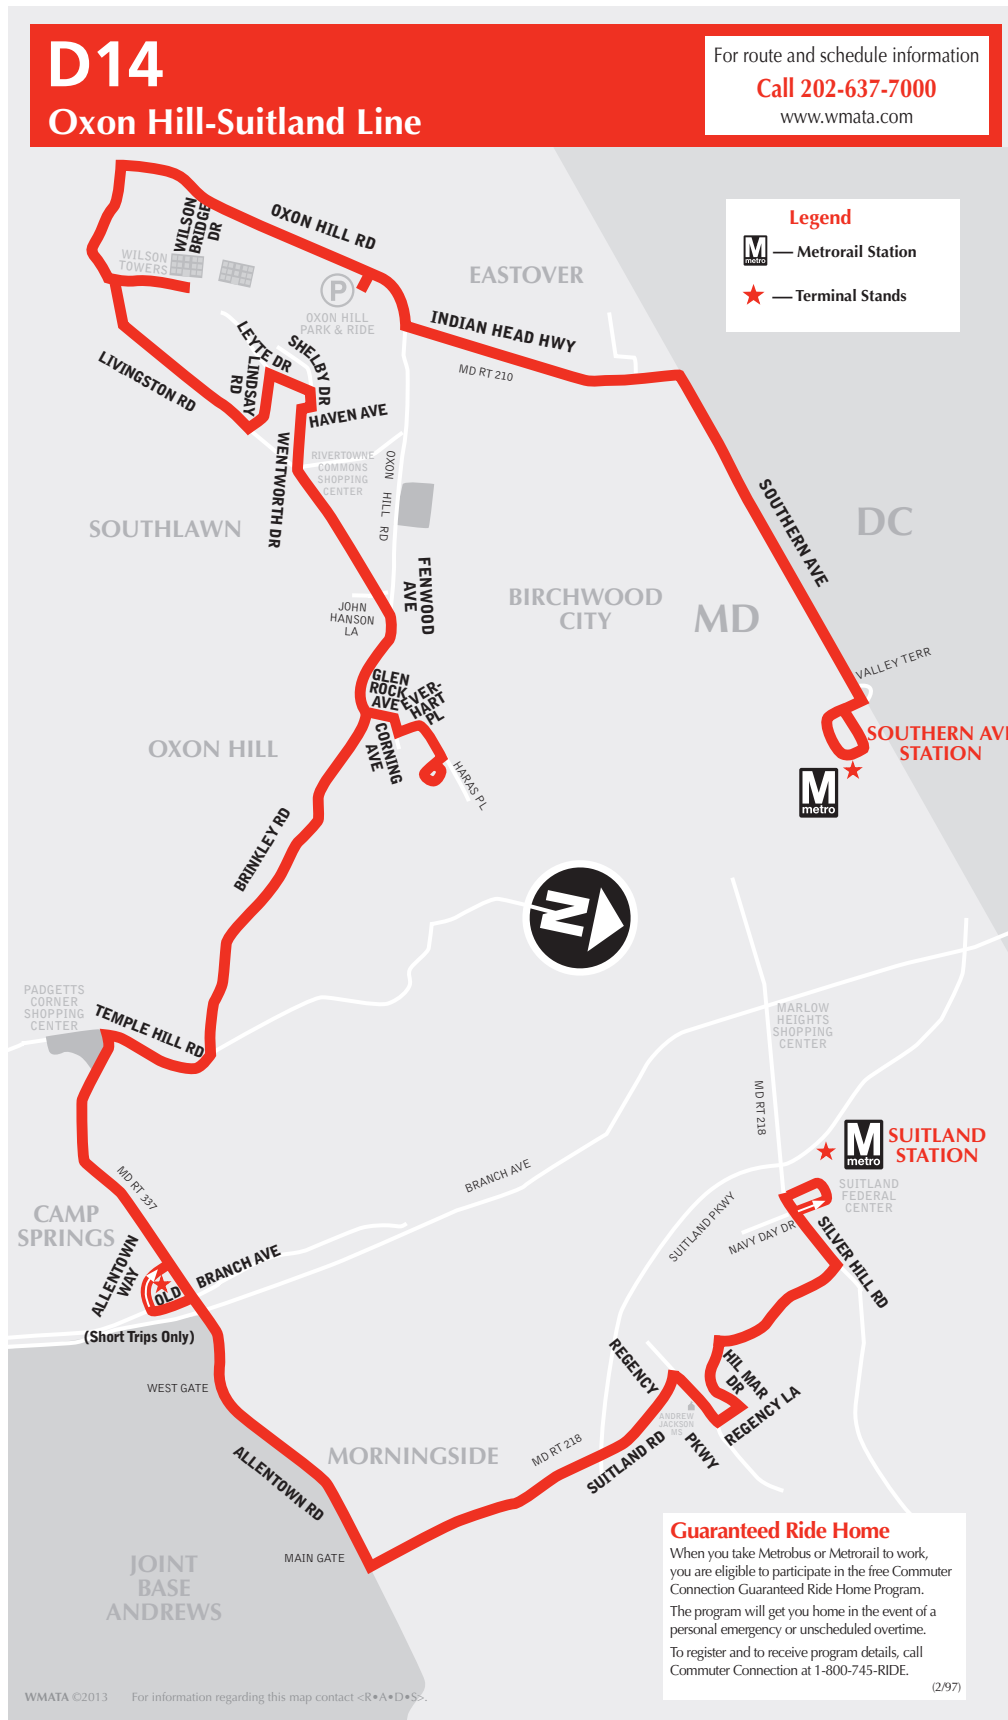 D14
Oxon Hill-Suitland Line
For route and schedule information
Call 202-637-7000
www.wmata.com
Legend
M
metro
— Metrorail Station
— Terminal Stands
OXON HILL RD
WILSON
BRIDGE
DR
WILSON
TOWERS
P
OXON HILL
PARK & RIDE
EASTOVER
INDIAN HEAD HWY
MD RT 210
LEYTE DR
SHELBY DR
LINDSAY
RD
LIVINGSTON RD
HAVEN AVE
WENTWORTH DR
RIVERTOWNE
COMMONS
SHOPPING
CENTER
OXON HILL RD
SOUTHLAWN
SOUTHERN AVE
DC
FENWOOD
AVE
BIRCHWOOD
CITY
MD
JOHN
HANSON
LA
VALLEY TERR
GLEN
ROCK
AVE
EVER-
HART
PL
CORNING
AVE
HARAS PL
OXON HILL
SOUTHERN AVE
STATION
M
metro
BRINKLEY RD
N
PADGETTS
CORNER
SHOPPING
CENTER
TEMPLE HILL RD
MARLOW
HEIGHTS
SHOPPING
CENTER
MD RT 218
M
metro
SUITLAND
STATION
SUITLAND
FEDERAL
CENTER
MD RT 337
BRANCH AVE
SUITLAND PKWY
NAVY DAY DR
SILVER HILL RD
CAMP
SPRINGS
ALLENTOWN
WAY
OLD BRANCH AVE
(Short Trips Only)
WEST GATE
REGENCY
PKWY
HIL MAR
DR
REGENCY LA
ANDREW
JACKSON
MS
MORNINGSIDE
MD RT 218
SUITLAND RD
ALLENTOWN RD
MAIN GATE
JOINT
BASE
ANDREWS
Guaranteed Ride Home
When you take Metrobus or Metrorail to work,
you are eligible to participate in the free Commuter
Connection Guaranteed Ride Home Program.
The program will get you home in the event of a
personal emergency or unscheduled overtime.
To register and to receive program details, call
Commuter Connection at 1-800-745-RIDE.
(2/97)
WMATA ©2013 For information regarding this map contact <R•A•D•S>.